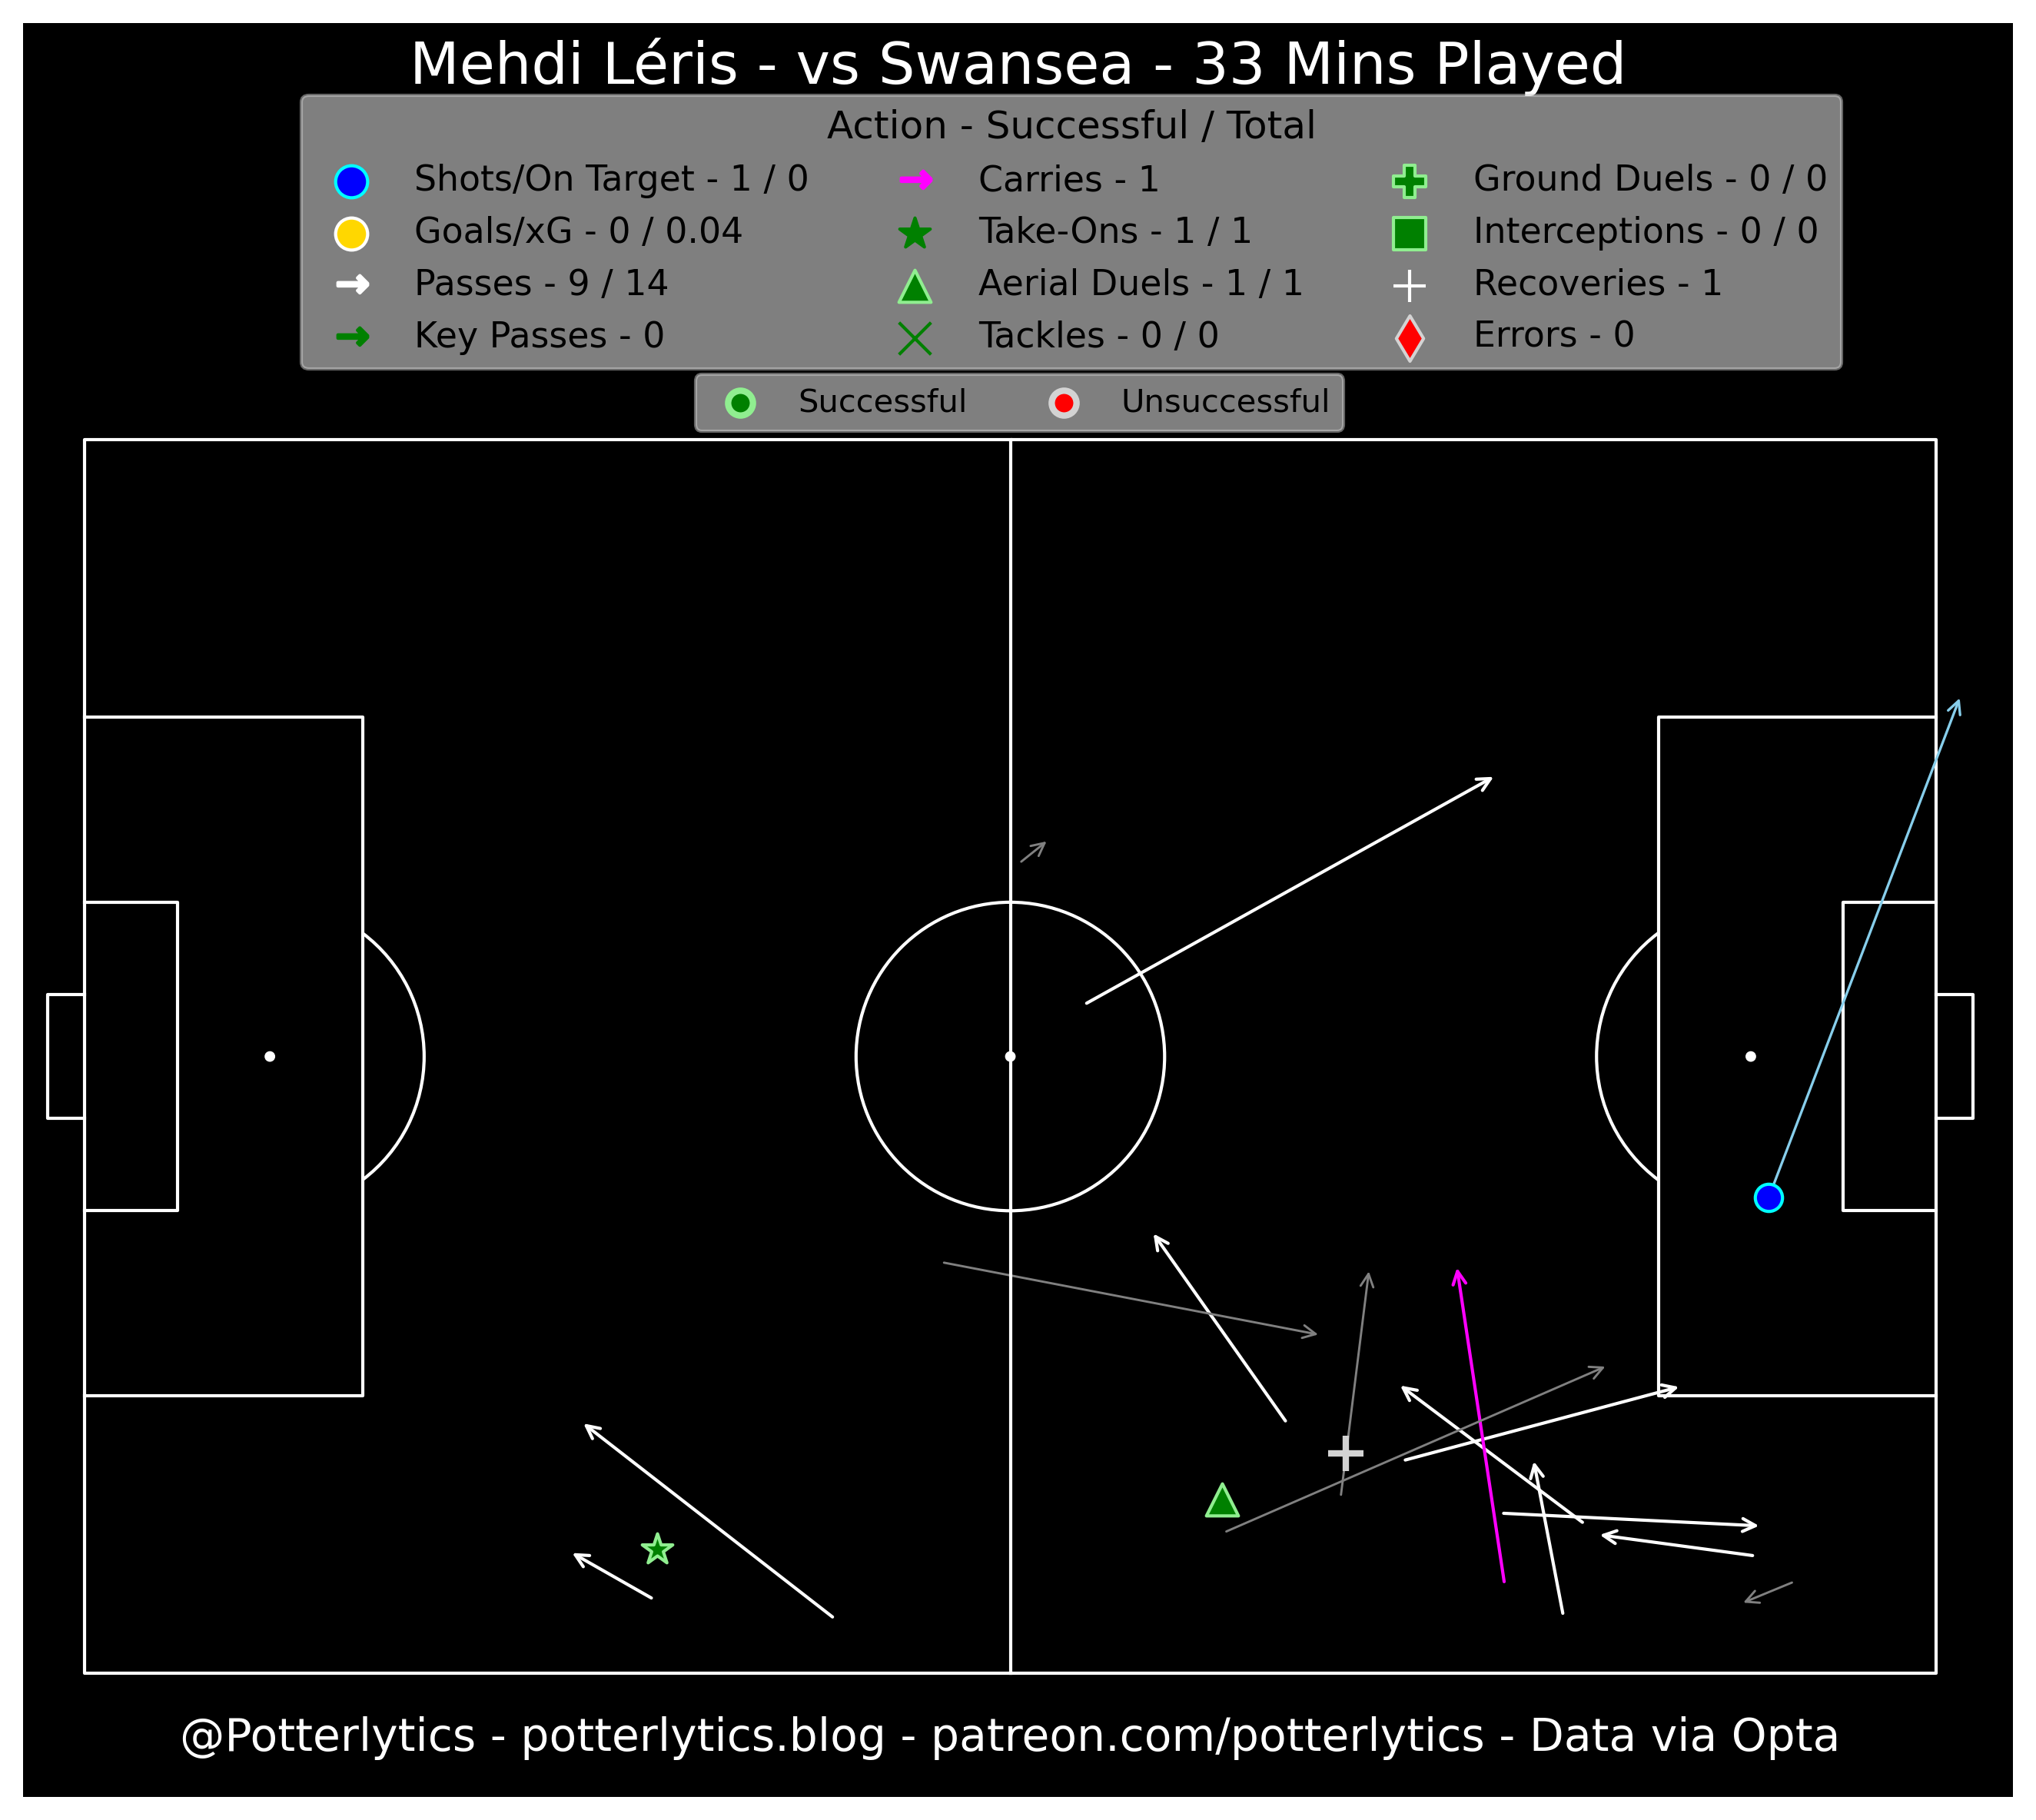 Mehdi Léris - vs Swansea - 33 Mins Played
Action - Successful / Total
Shots/On Target - 1 / 0
Goals/xG - 0 / 0.04
Passes - 9 / 14
Key Passes - 0
Carries - 1
Take-Ons - 1 / 1
Aerial Duels - 1 / 1
Tackles - 0 / 0
Ground Duels - 0 / 0
Interceptions - 0 / 0
Recoveries - 1
Errors - 0
Successful
Unsuccessful
@Potterlytics - potterlytics.blog - patreon.com/potterlytics - Data via Opta